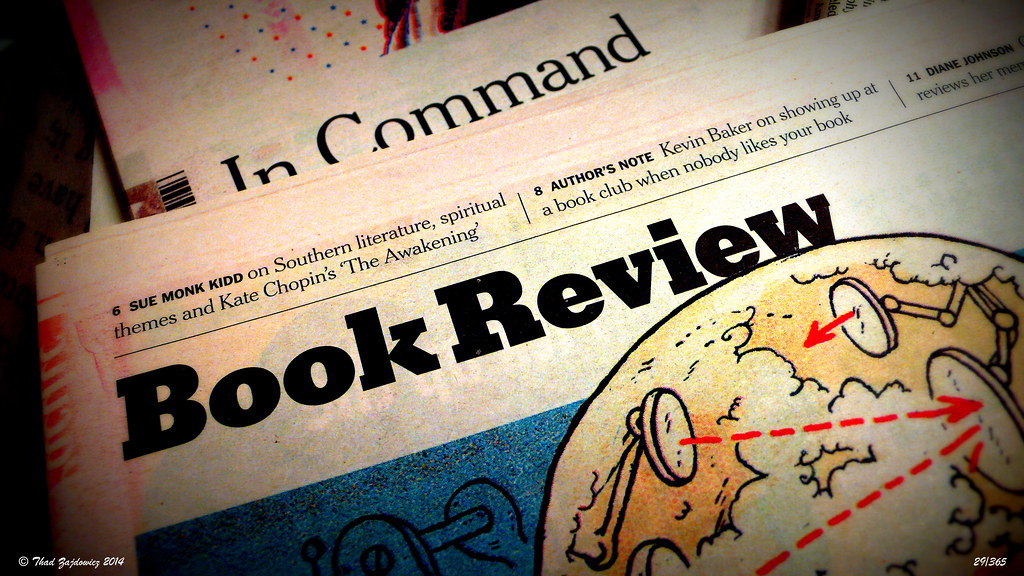 In Command
6 SUE MONK KIDD on Southern literature, spiritual
themes and Kate Chopin's 'The Awakening'
8 AUTHOR'S NOTE Kevin Baker on showing up at
a book club when nobody likes your book
11 DIANE JOHNSON
reviews her
Book Review
© Thad Zajdowicz 2014
29/365